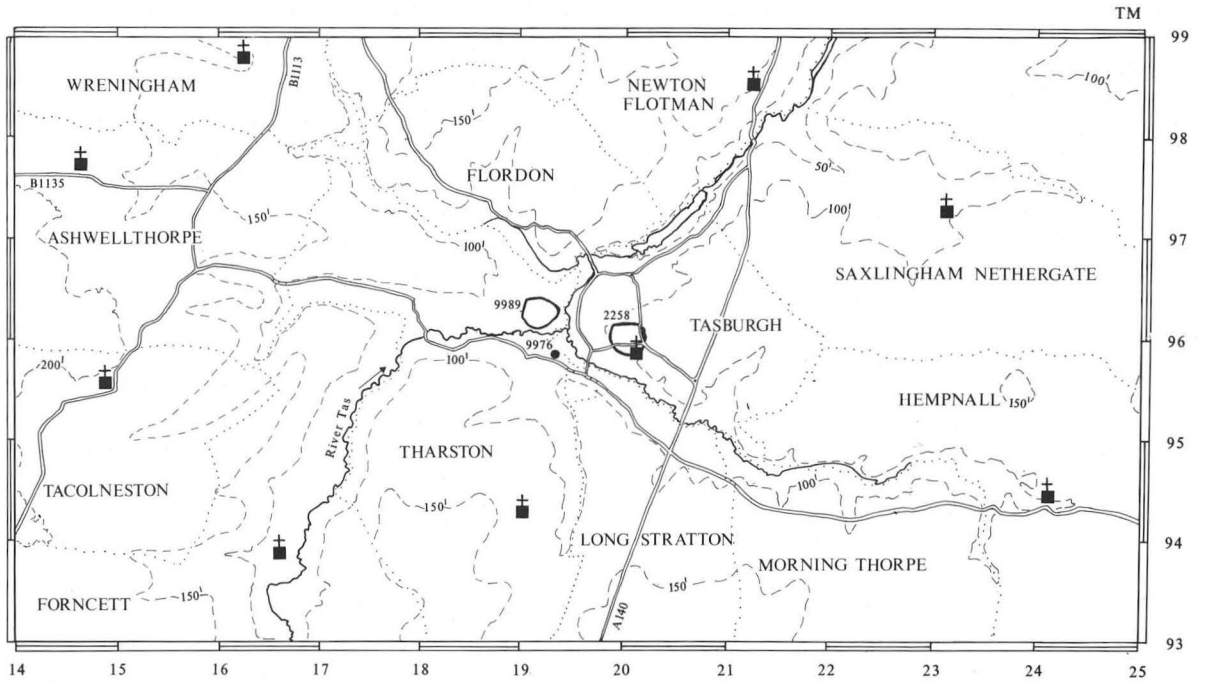 TM
99
WRENINGHAM
B1113
NEWTON
FLOTMAN
100'
150'
98
50'
FLORDON
B1135
150'
100'
ASHWELLTHORPE
100'
97
SAXLINGHAM NETHERGATE
9989
2258
TASBURGH
9976
96
200'
100'
HEMPNALL
150'
River Tas
THARSTON
95
TACOLNESTON
150'
100'
LONG STRATTON
94
MORNING THORPE
FORNCETT
150'
150'
A140
93
14 15 16 17 18 19 20 21 22 23 24 25